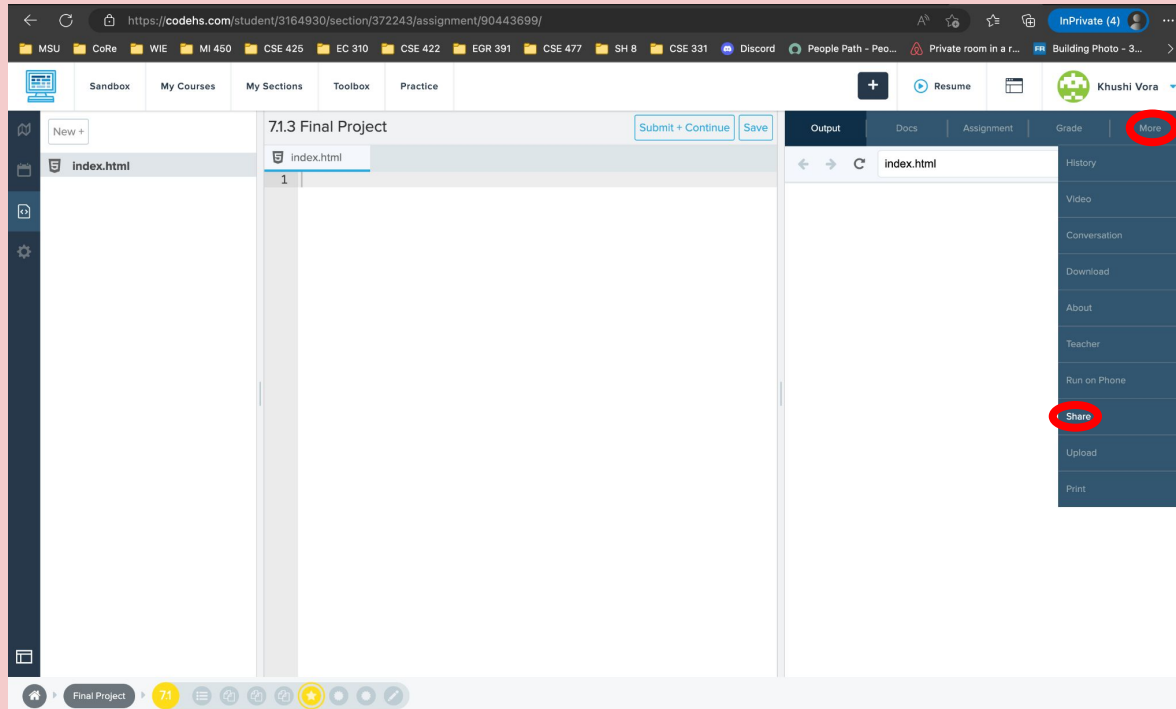 https://codehs.com/student/3164930/section/372243/assignment/90443699/
InPrivate (4)
MSU CoRe WIE MI 450 CSE 425 EC 310 CSE 422 EGR 391 CSE 477 SH 8 CSE 331 Discord People Path - Peo... Private room in a r... FR Building Photo - 3...
Sandbox My Courses My Sections Toolbox Practice + Resume Khushi Vora
New + 7.1.3 Final Project Submit + Continue Save Output Docs Assignment Grade More
index.html index.html index.html History
1
Video
Conversation
Download
About
Teacher
Run on Phone
Share
Upload
Print
Final Project 7.1